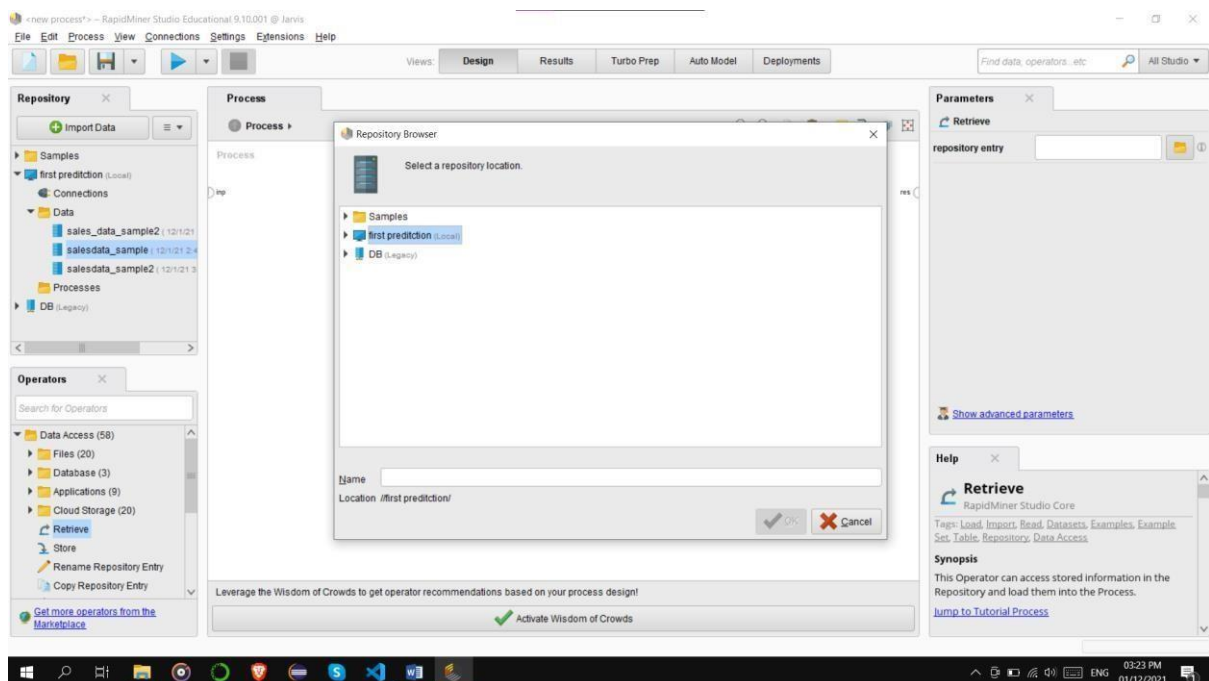 <new process*> – RapidMiner Studio Educational 9.10.001 @ Jarvis
File Edit Process View Connections Settings Extensions Help
Views: Design Results Turbo Prep Auto Model Deployments
Find data, operators...etc
All Studio
Repository
Import Data
Samples
first preditction (Local)
Connections
Data
sales_data_sample2 ( 12/1/21
salesdata_sample ( 12/1/21 2:4
salesdata_sample2 ( 12/1/21 3
Processes
DB (Legacy)
Operators
Search for Operators
Data Access (58)
Files (20)
Database (3)
Applications (9)
Cloud Storage (20)
Retrieve
Store
Rename Repository Entry
Copy Repository Entry
Get more operators from the
Marketplace
Process
Process
Process
inp
res
Repository Browser
Select a repository location.
Samples
first preditction (Local)
DB (Legacy)
Name
Location //first preditction/
OK
Cancel
Leverage the Wisdom of Crowds to get operator recommendations based on your process design!
Activate Wisdom of Crowds
Parameters
Retrieve
repository entry
Show advanced parameters
Help
Retrieve
RapidMiner Studio Core
Tags: Load, Import, Read, Datasets, Examples, Example
Set, Table, Repository, Data Access
Synopsis
This Operator can access stored information in the
Repository and load them into the Process.
Jump to Tutorial Process
ENG
03:23 PM
01/12/2021